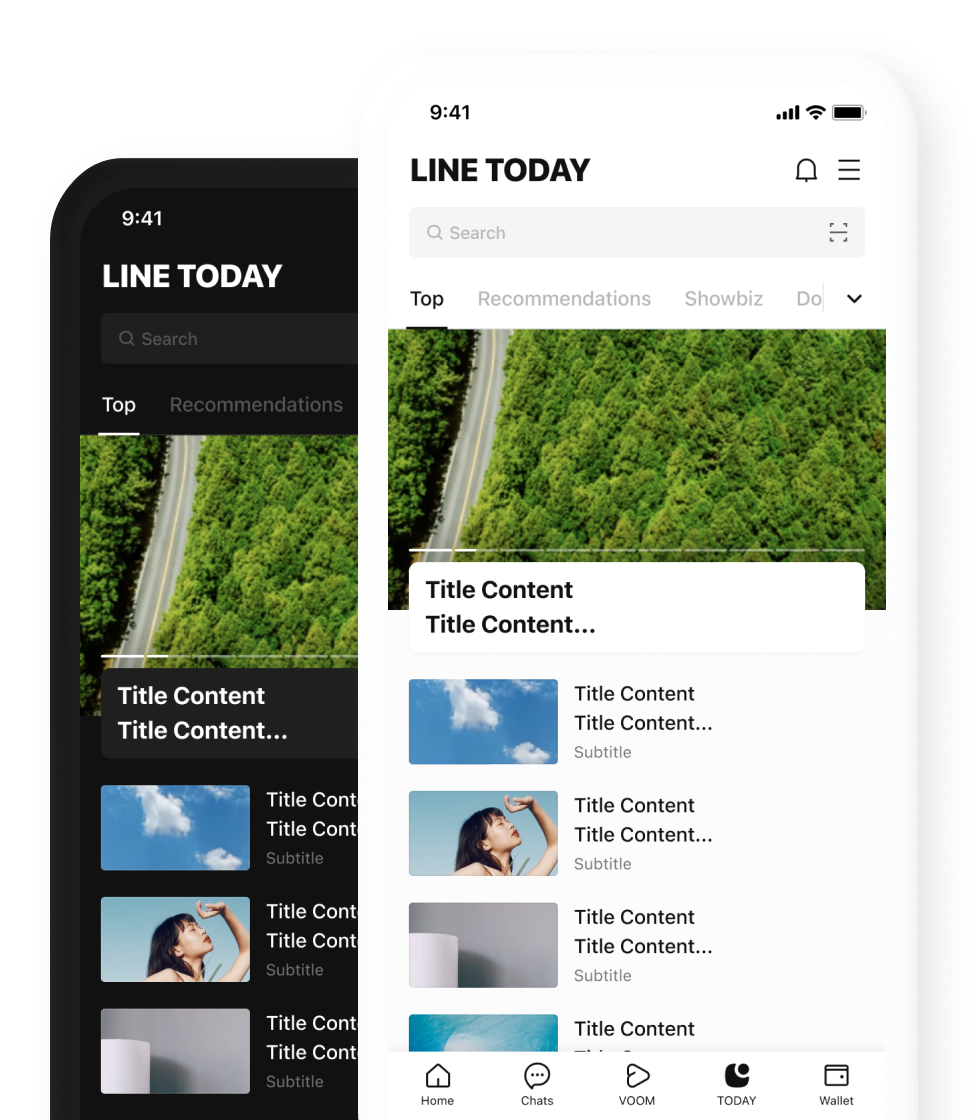 9:41
LINE TODAY
Search
Top Recommendations
Title Content
Title Content...
Title Cont
Title Cont
Subtitle
Title Cont
Title Cont
Subtitle
Title Cont
Title Cont
Subtitle
9:41
LINE TODAY
Search
Top Recommendations Showbiz Do
Title Content
Title Content...
Title Content
Title Content...
Subtitle
Title Content
Title Content...
Subtitle
Title Content
Title Content...
Subtitle
Title Content
Home Chats VOOM TODAY Wallet